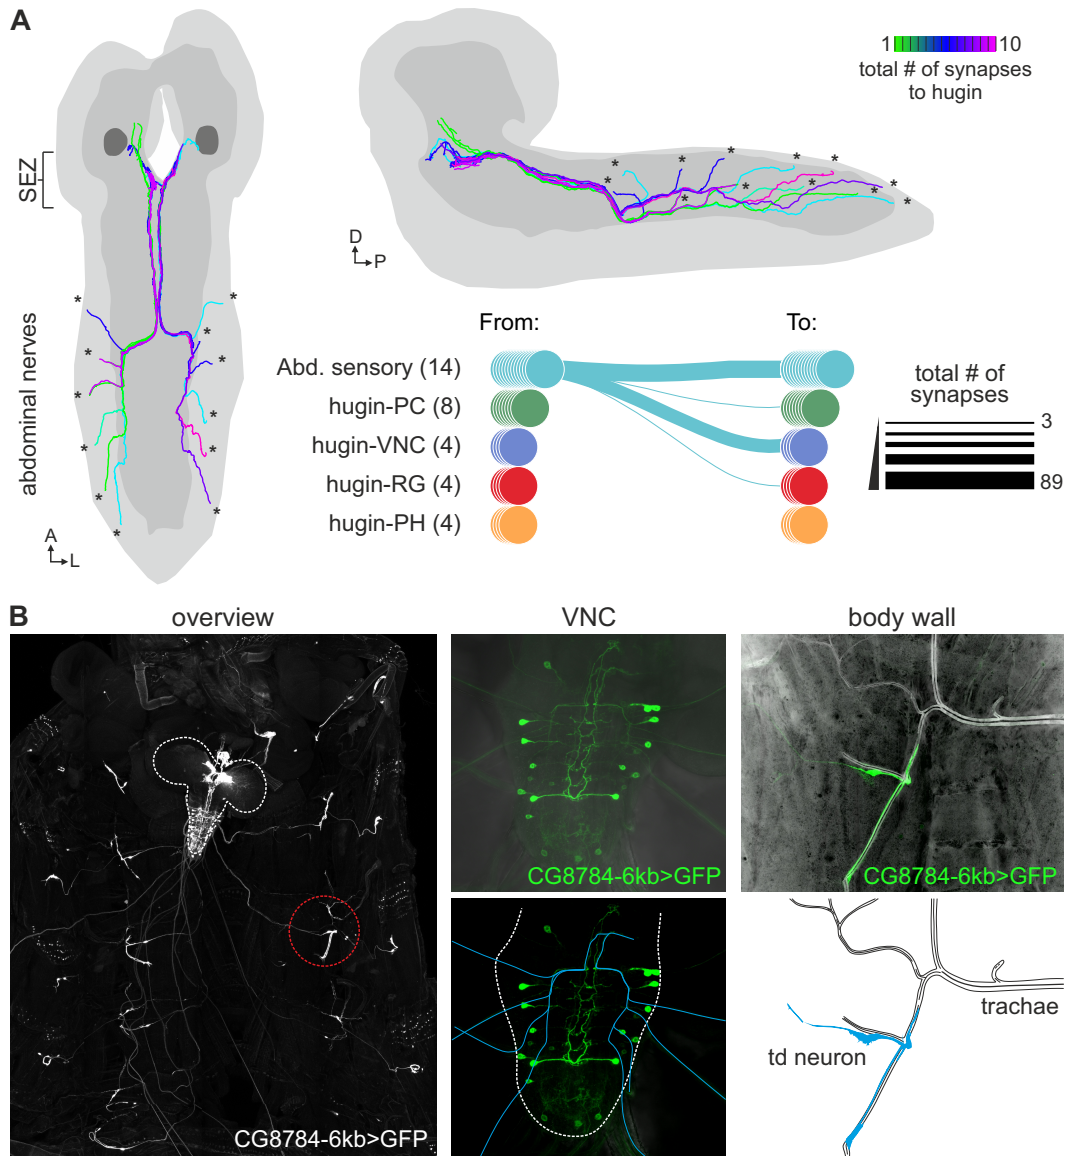 A
1 10
total # of synapses
to hugin
SEZ
D
P
abdominal nerves
A
L
* * * * * * * * * * * *
* * * * * * * * * * *
From: To:
Abd. sensory (14)
hugin-PC (8)
hugin-VNC (4)
hugin-RG (4)
hugin-PH (4)
total # of
synapses
3
89
B
overview
VNC
body wall
CG8784-6kb>GFP
CG8784-6kb>GFP
CG8784-6kb>GFP
trachae
td neuron